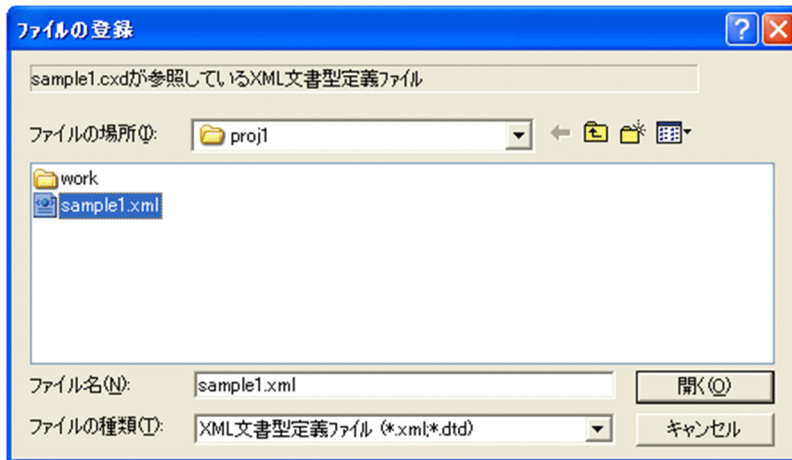 ファイルの登録
sample1.cxdが参照しているXML文書型定義ファイル
ファイルの場所(I):
proj1
work
sample1.xml
ファイル名(N):
sample1.xml
開く(O)
ファイルの種類(T):
XML文書型定義ファイル (*.xml;*.dtd)
キャンセル